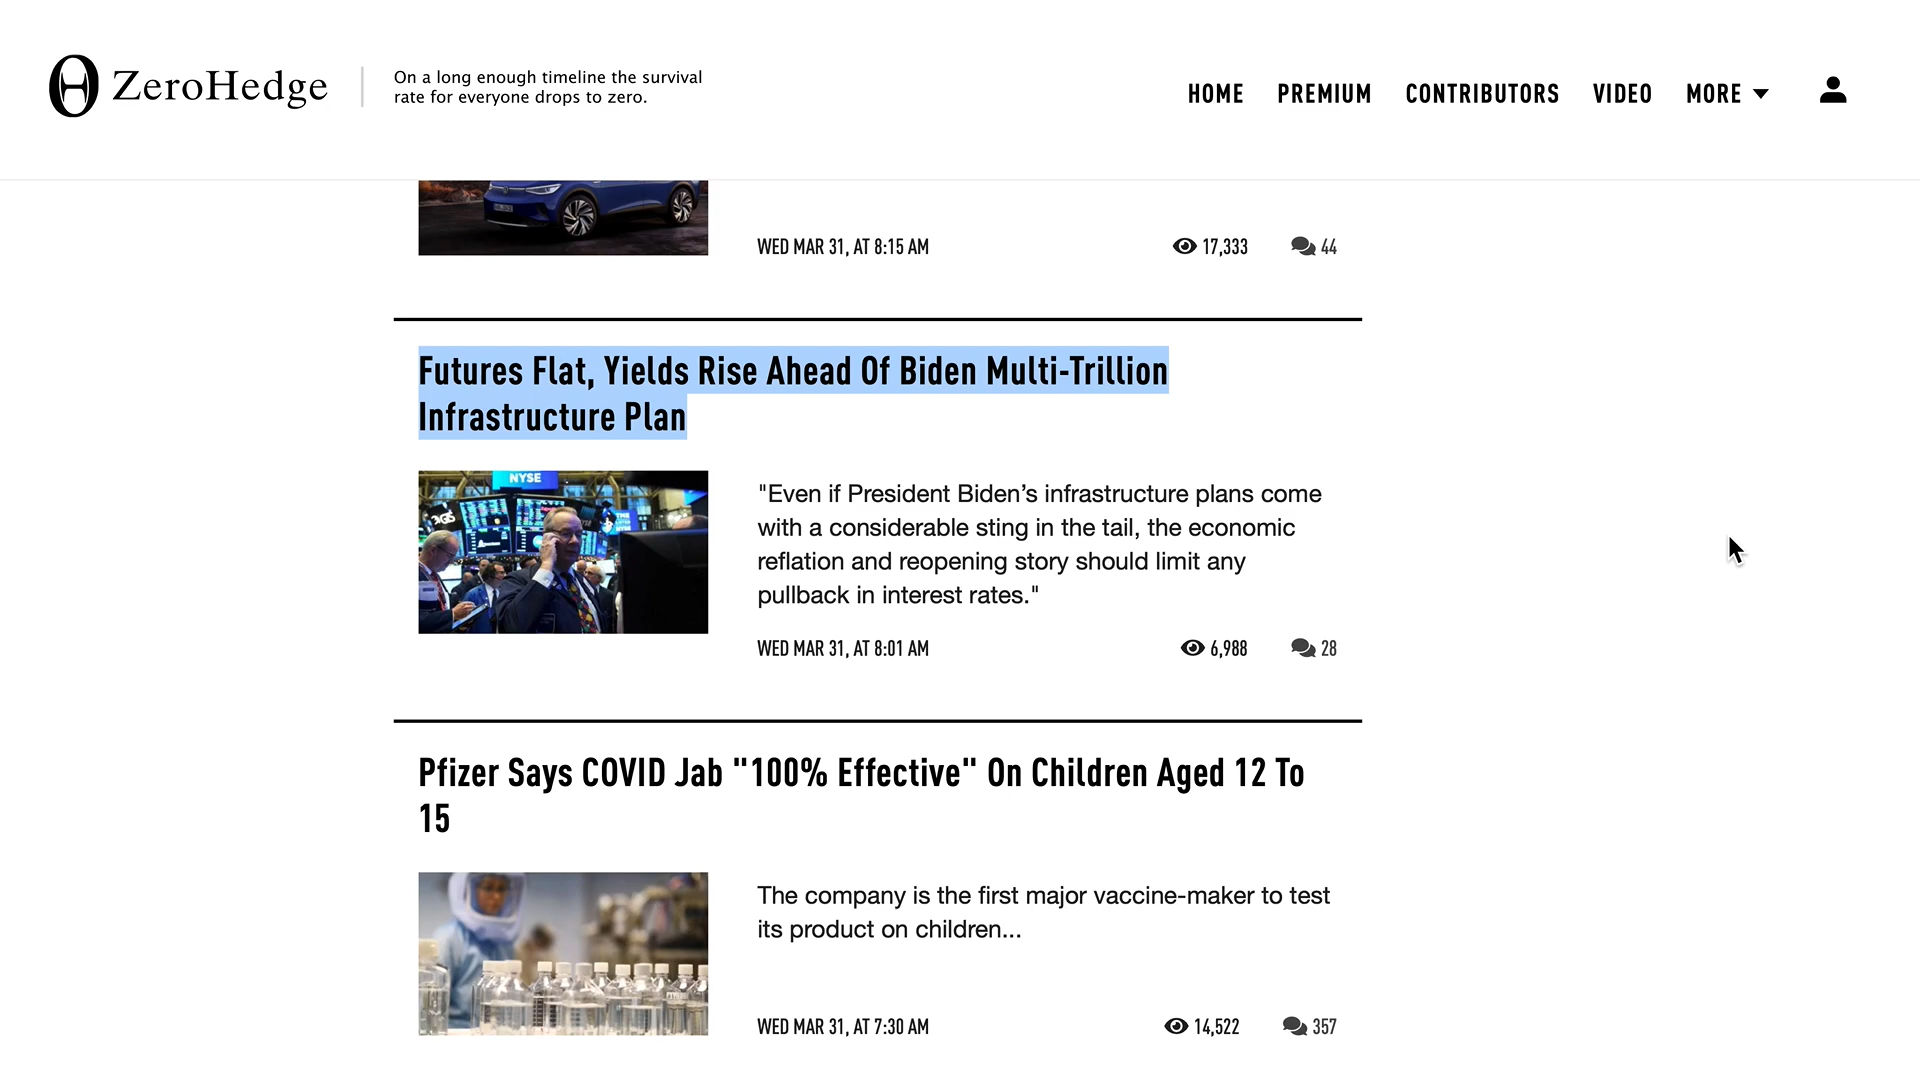 ZeroHedge
On a long enough timeline the survival
rate for everyone drops to zero.
HOME PREMIUM CONTRIBUTORS VIDEO MORE
WED MAR 31, AT 8:15 AM 17,333 44
Futures Flat, Yields Rise Ahead Of Biden Multi-Trillion
Infrastructure Plan
NYSE
"Even if President Biden’s infrastructure plans come
with a considerable sting in the tail, the economic
reflation and reopening story should limit any
pullback in interest rates."
WED MAR 31, AT 8:01 AM 6,988 28
Pfizer Says COVID Jab "100% Effective" On Children Aged 12 To
15
The company is the first major vaccine-maker to test
its product on children...
WED MAR 31, AT 7:30 AM 14,522 357